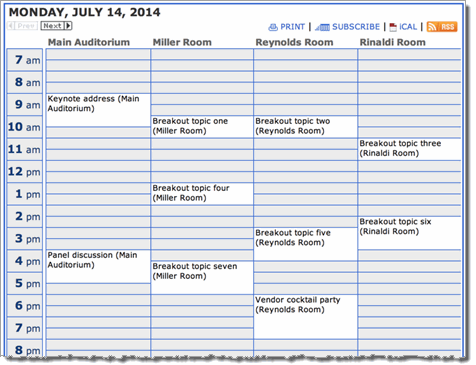 MONDAY, JULY 14, 2014
Prev Next
PRINT | SUBSCRIBE | iCAL | RSS
Main Auditorium Miller Room Reynolds Room Rinaldi Room
7 am
8 am
9 am
Keynote address (Main
Auditorium)
10 am
Breakout topic one
(Miller Room)
Breakout topic two
(Reynolds Room)
11 am
Breakout topic three
(Rinaldi Room)
12 pm
1 pm
Breakout topic four
(Miller Room)
2 pm
Breakout topic six
(Rinaldi Room)
3 pm
Breakout topic five
(Reynolds Room)
4 pm
Panel discussion (Main
Auditorium)
Breakout topic seven
(Miller Room)
5 pm
6 pm
Vendor cocktail party
(Reynolds Room)
7 pm
8 pm